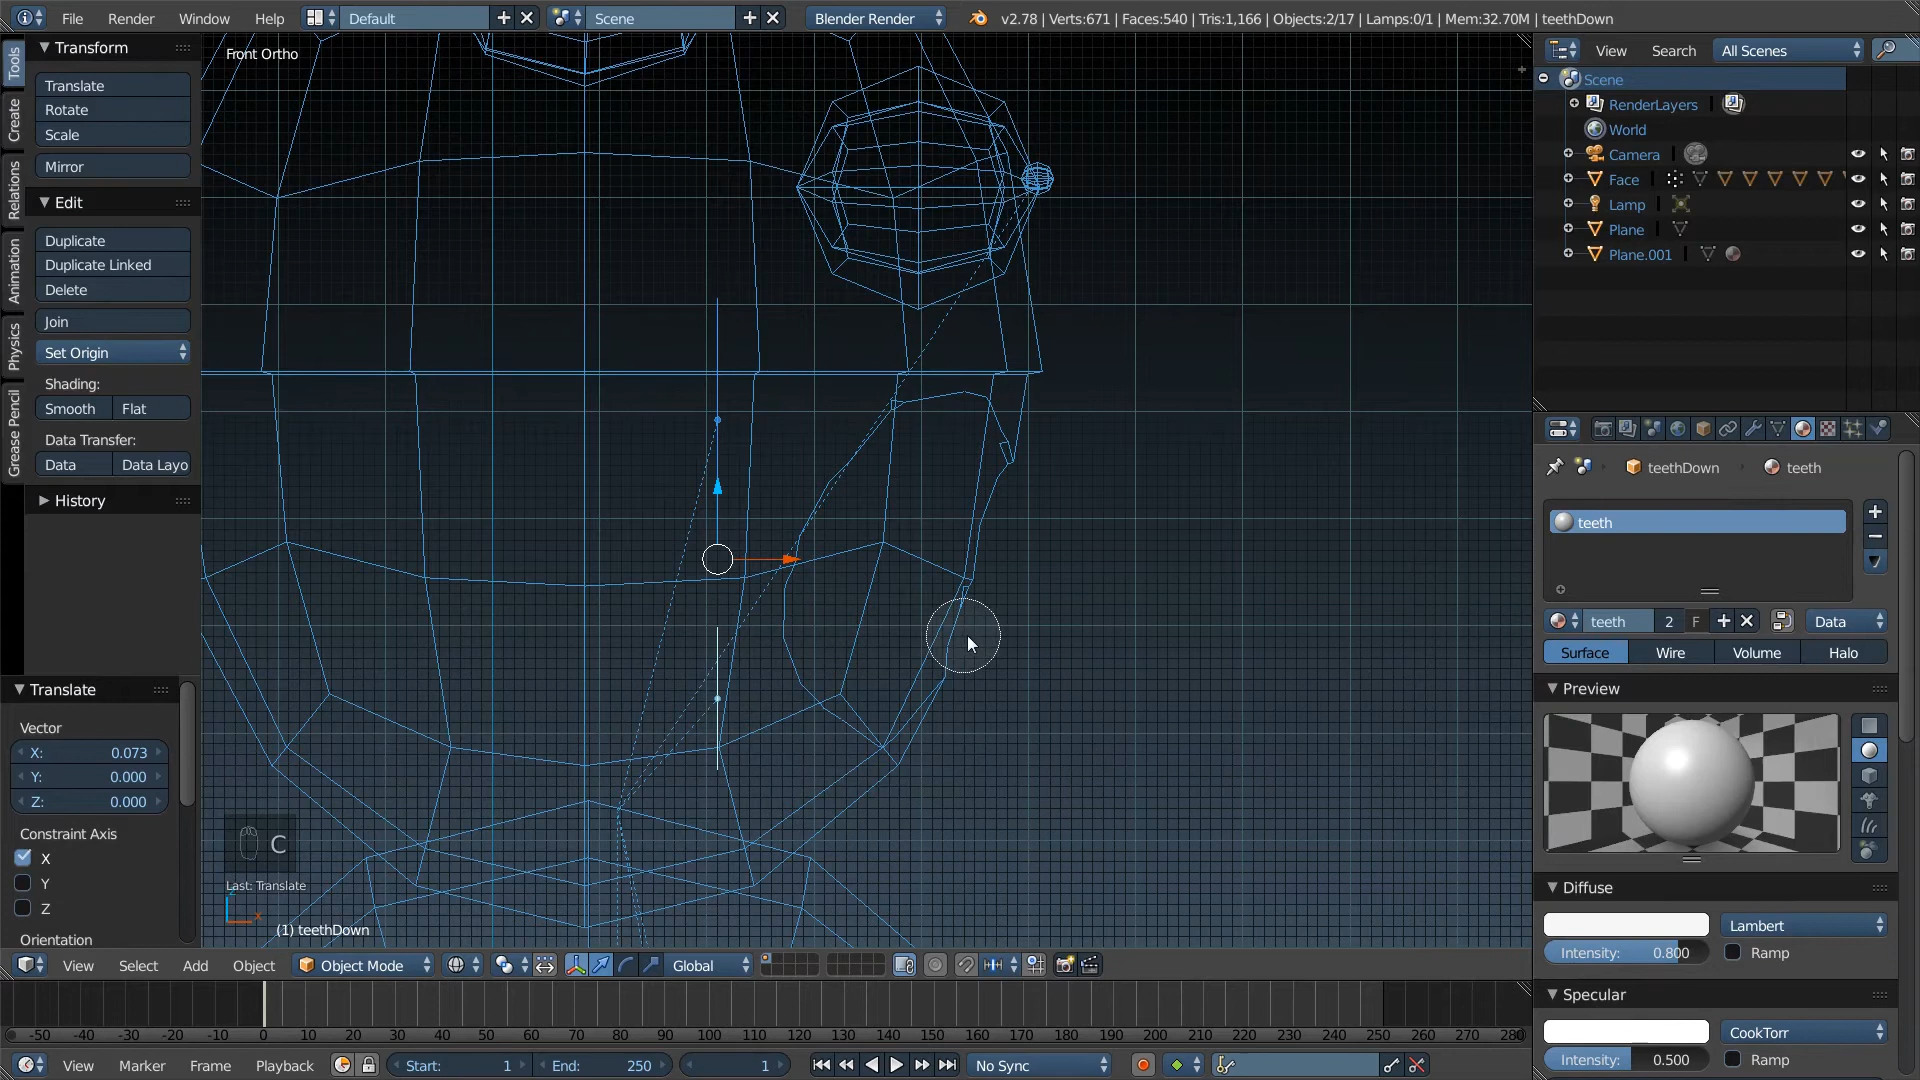 File Render Window Help Default Scene Blender Render v2.78 | Verts:671 | Faces:540 | Tris:1,166 | Objects:2/17 | Lamps:0/1 | Mem:32.70M | teethDown
Tools
Create
Relations
Animation
Physics
Grease Pencil
Transform
Translate
Rotate
Scale
Mirror
Edit
Duplicate
Duplicate Linked
Delete
Join
Set Origin
Shading:
Smooth Flat
Data Transfer:
Data Data Layo
History
Translate
Vector
X: 0.073
Y: 0.000
Z: 0.000
Constraint Axis
X
Y
Z
Orientation
Front Ortho
C
Last: Translate
z
x
(1) teethDown
View Select Add Object Object Mode Global
-50 -40 -30 -20 -10 0 10 20 30 40 50 60 70 80 90 100 110 120 130 140 150 160 170 180 190 200 210 220 230 240 250 260 270 280
View Marker Frame Playback Start: 1 End: 250 1 No Sync
View Search All Scenes
Scene
RenderLayers |
World
Camera |
Face |
Lamp |
Plane |
Plane.001 |
teethDown teeth
teeth
teeth 2 F Data
Surface Wire Volume Halo
Preview
Diffuse
Lambert
Intensity: 0.800 Ramp
Specular
CookTorr
Intensity: 0.500 Ramp